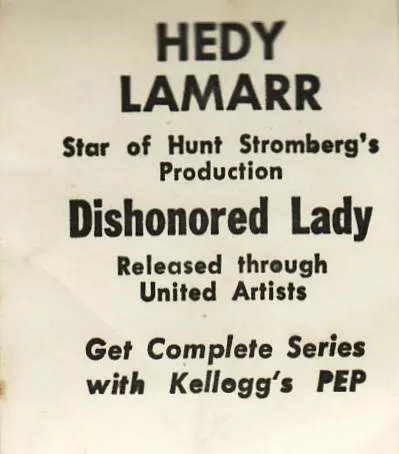 HEDY
LAMARR
Star of Hunt Stromberg's
Production
Dishonored Lady
Released through
United Artists
Get Complete Series
with Kellogg's PEP